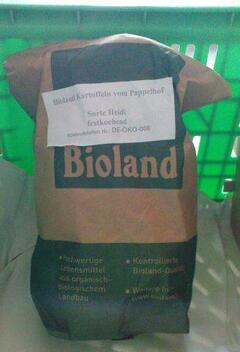 Bioland Kartoffeln vom Pappelhof
Sorte Heidi
festkochend
DE-ÖKO-006
Bioland
Hochwertige
Lebensmittel
aus organisch-
biologischem
Landbau
Kontrollierte
Bioland-Qualität
Weitere